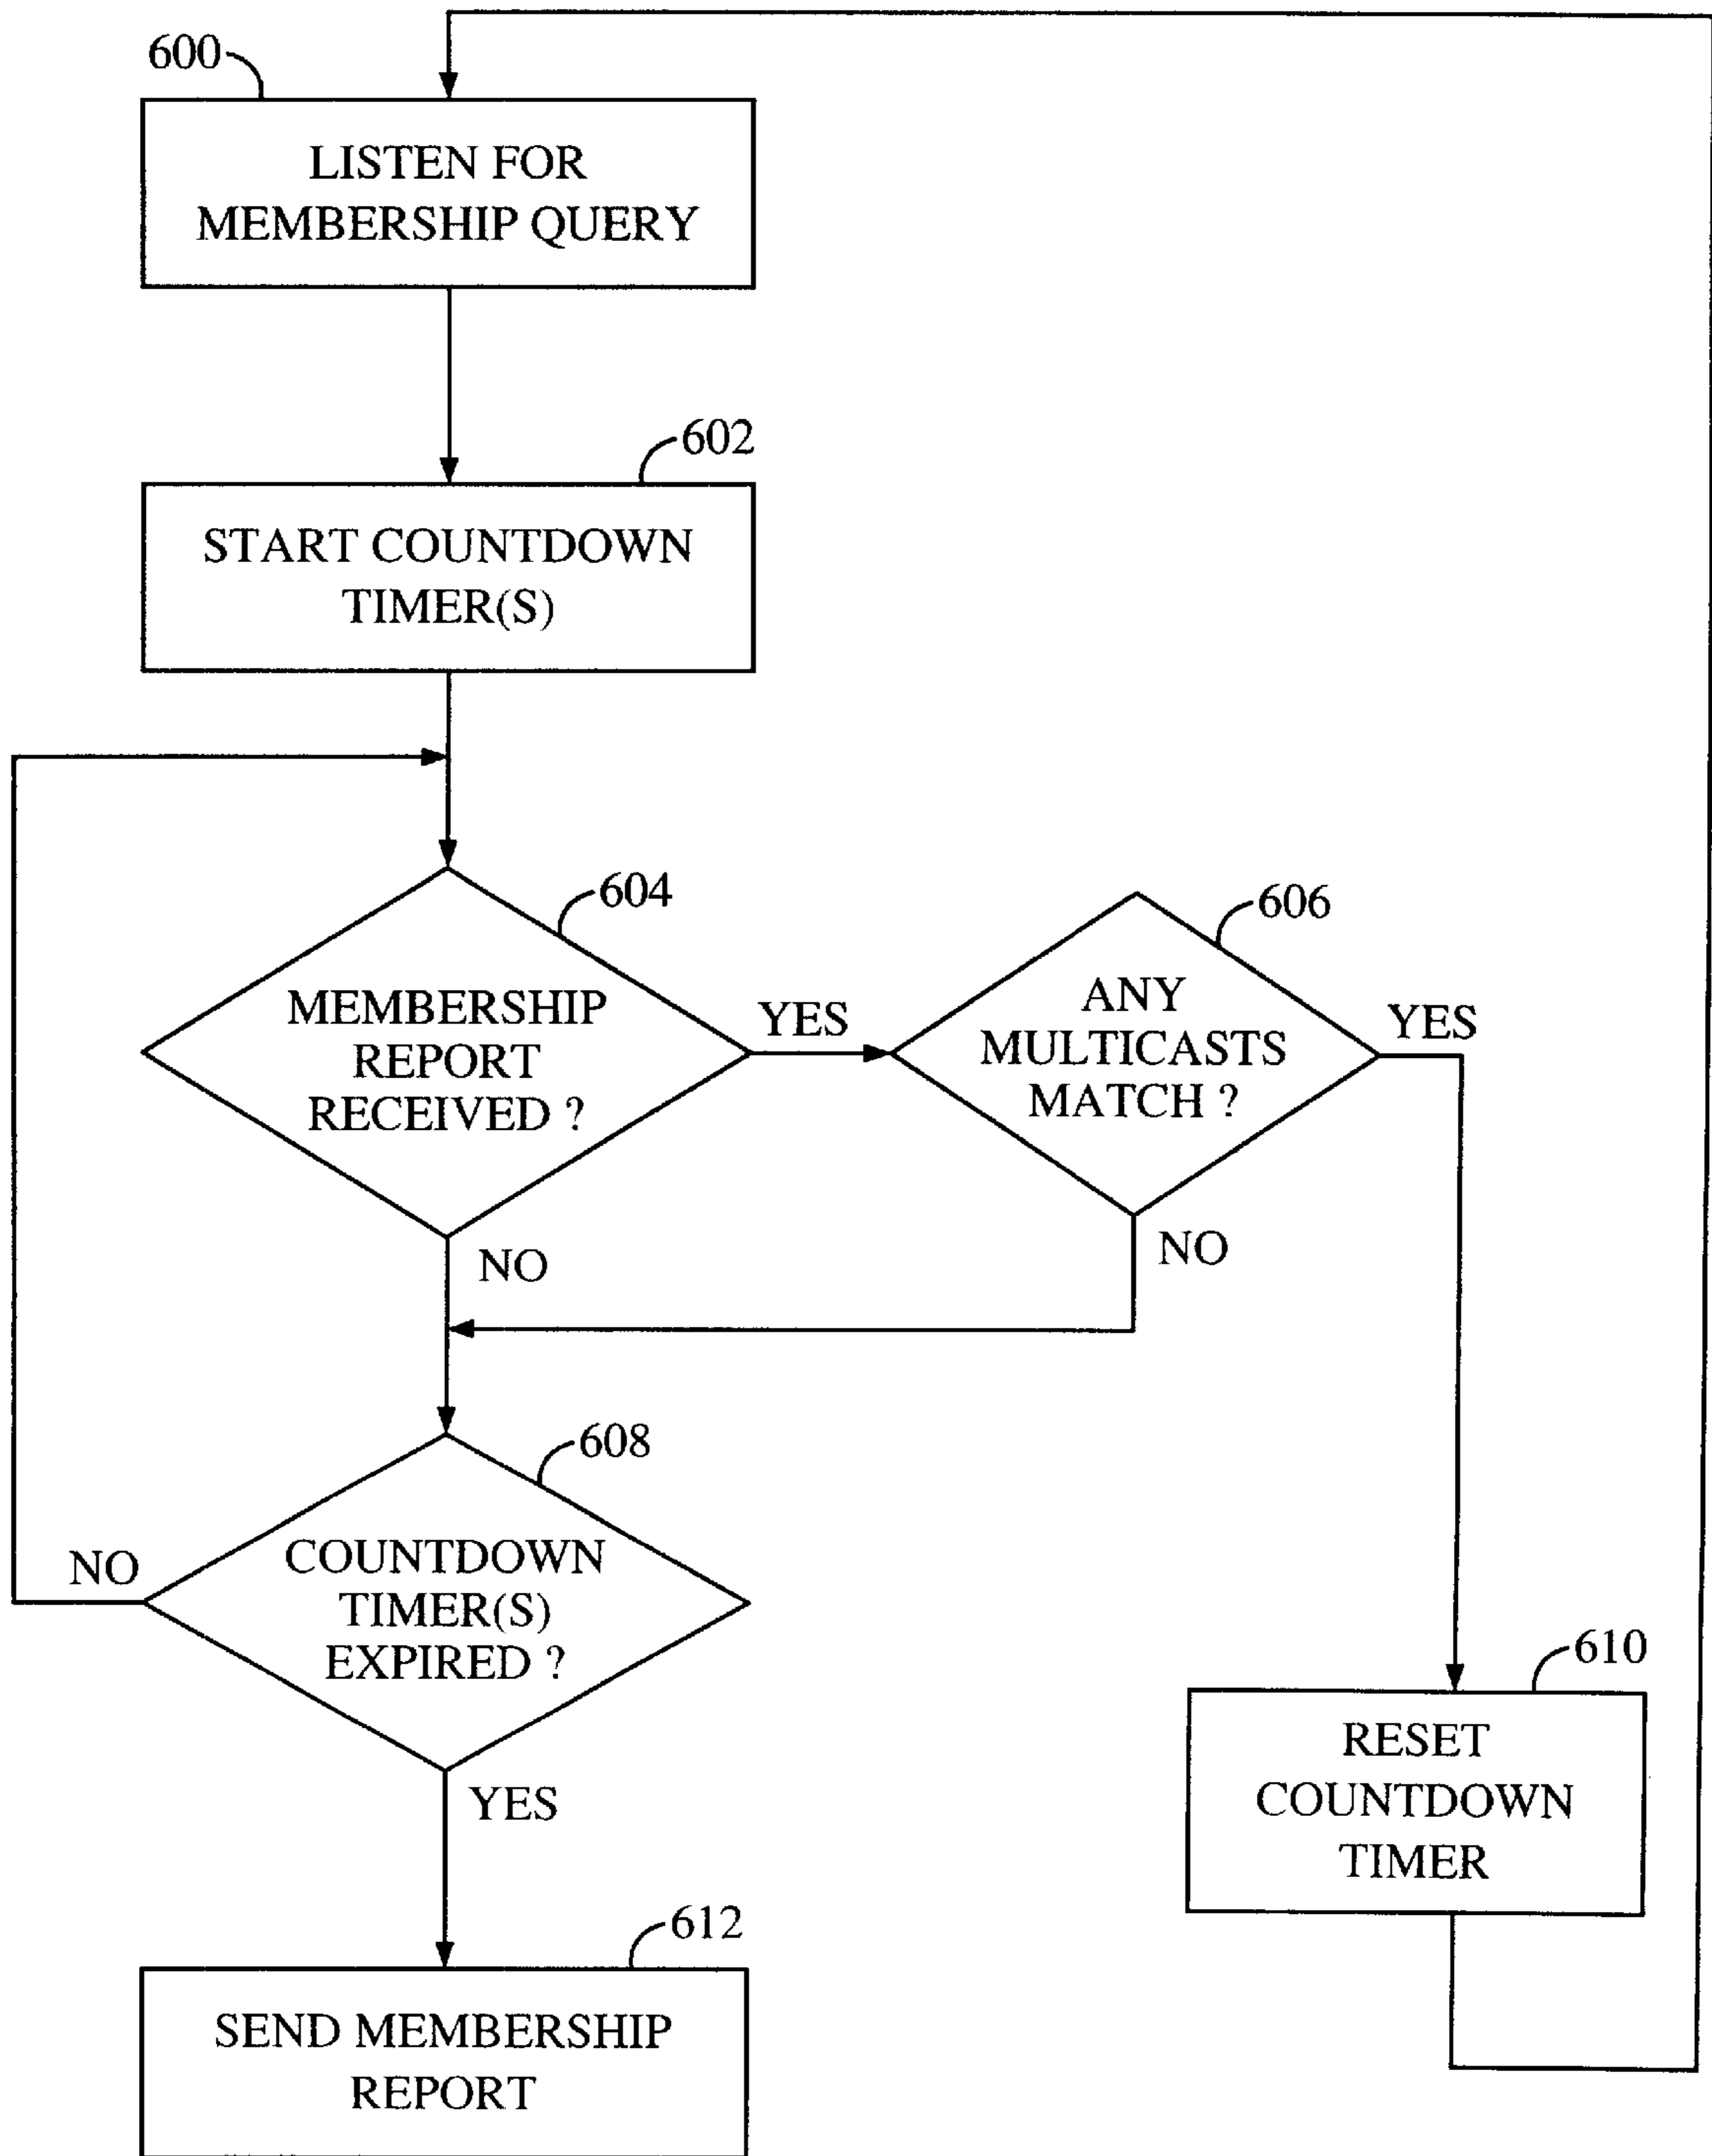 600
LISTEN FOR
MEMBERSHIP QUERY
602
START COUNTDOWN
TIMER(S)
604
MEMBERSHIP
REPORT
RECEIVED ?
YES
NO
606
ANY
MULTICASTS
MATCH ?
YES
NO
608
COUNTDOWN
TIMER(S)
EXPIRED ?
NO
YES
610
RESET
COUNTDOWN
TIMER
612
SEND MEMBERSHIP
REPORT